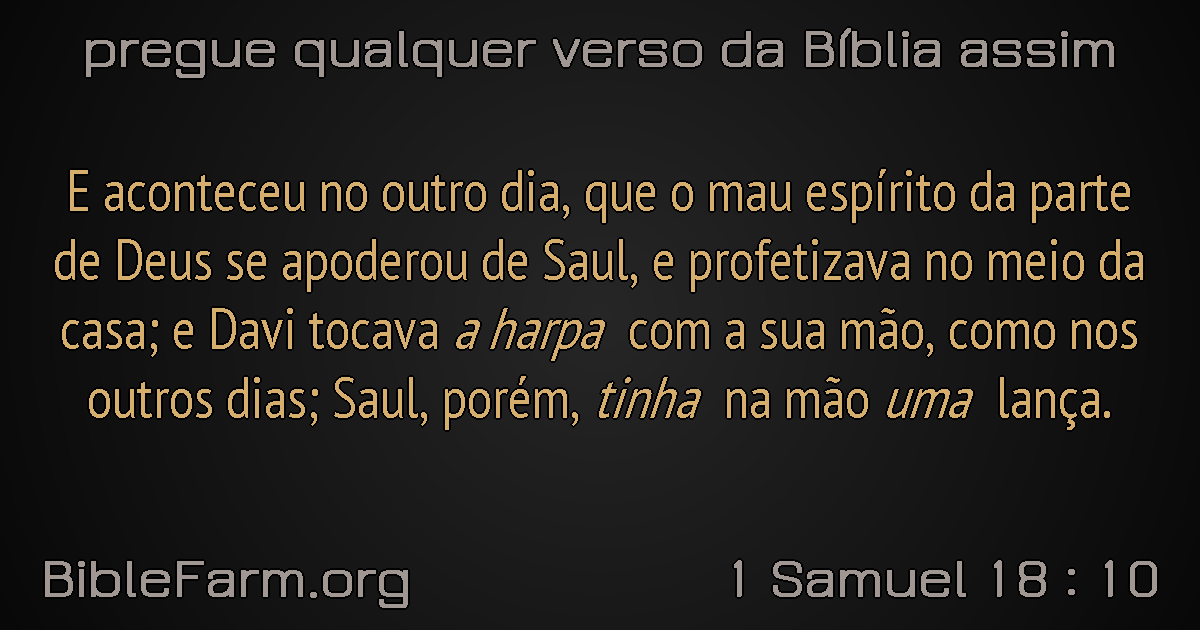 pregue qualquer verso da Bíblia assim
E aconteceu no outro dia, que o mau espírito da parte
de Deus se apoderou de Saul, e profetizava no meio da
casa; e Davi tocava a harpa com a sua mão, como nos
outros dias; Saul, porém, tinha na mão uma lança.
BibleFarm.org
1 Samuel 18 : 10